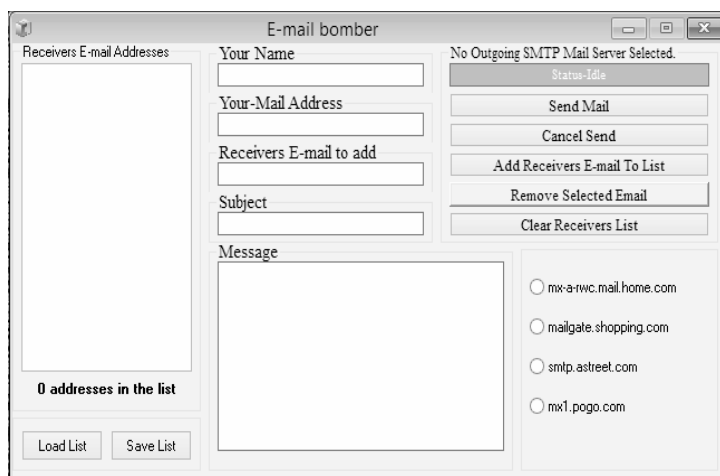 E-mail bomber
Receivers E-mail Addresses
0 addresses in the list
Load List
Save List
Your Name
Your-Mail Address
Receivers E-mail to add
Subject
Message
No Outgoing SMTP Mail Server Selected.
Status-Idle
Send Mail
Cancel Send
Add Receivers E-mail To List
Remove Selected Email
Clear Receivers List
mx-a-rwc.mail.home.com
mailgate.shopping.com
smtp.astreet.com
mx1.pogo.com